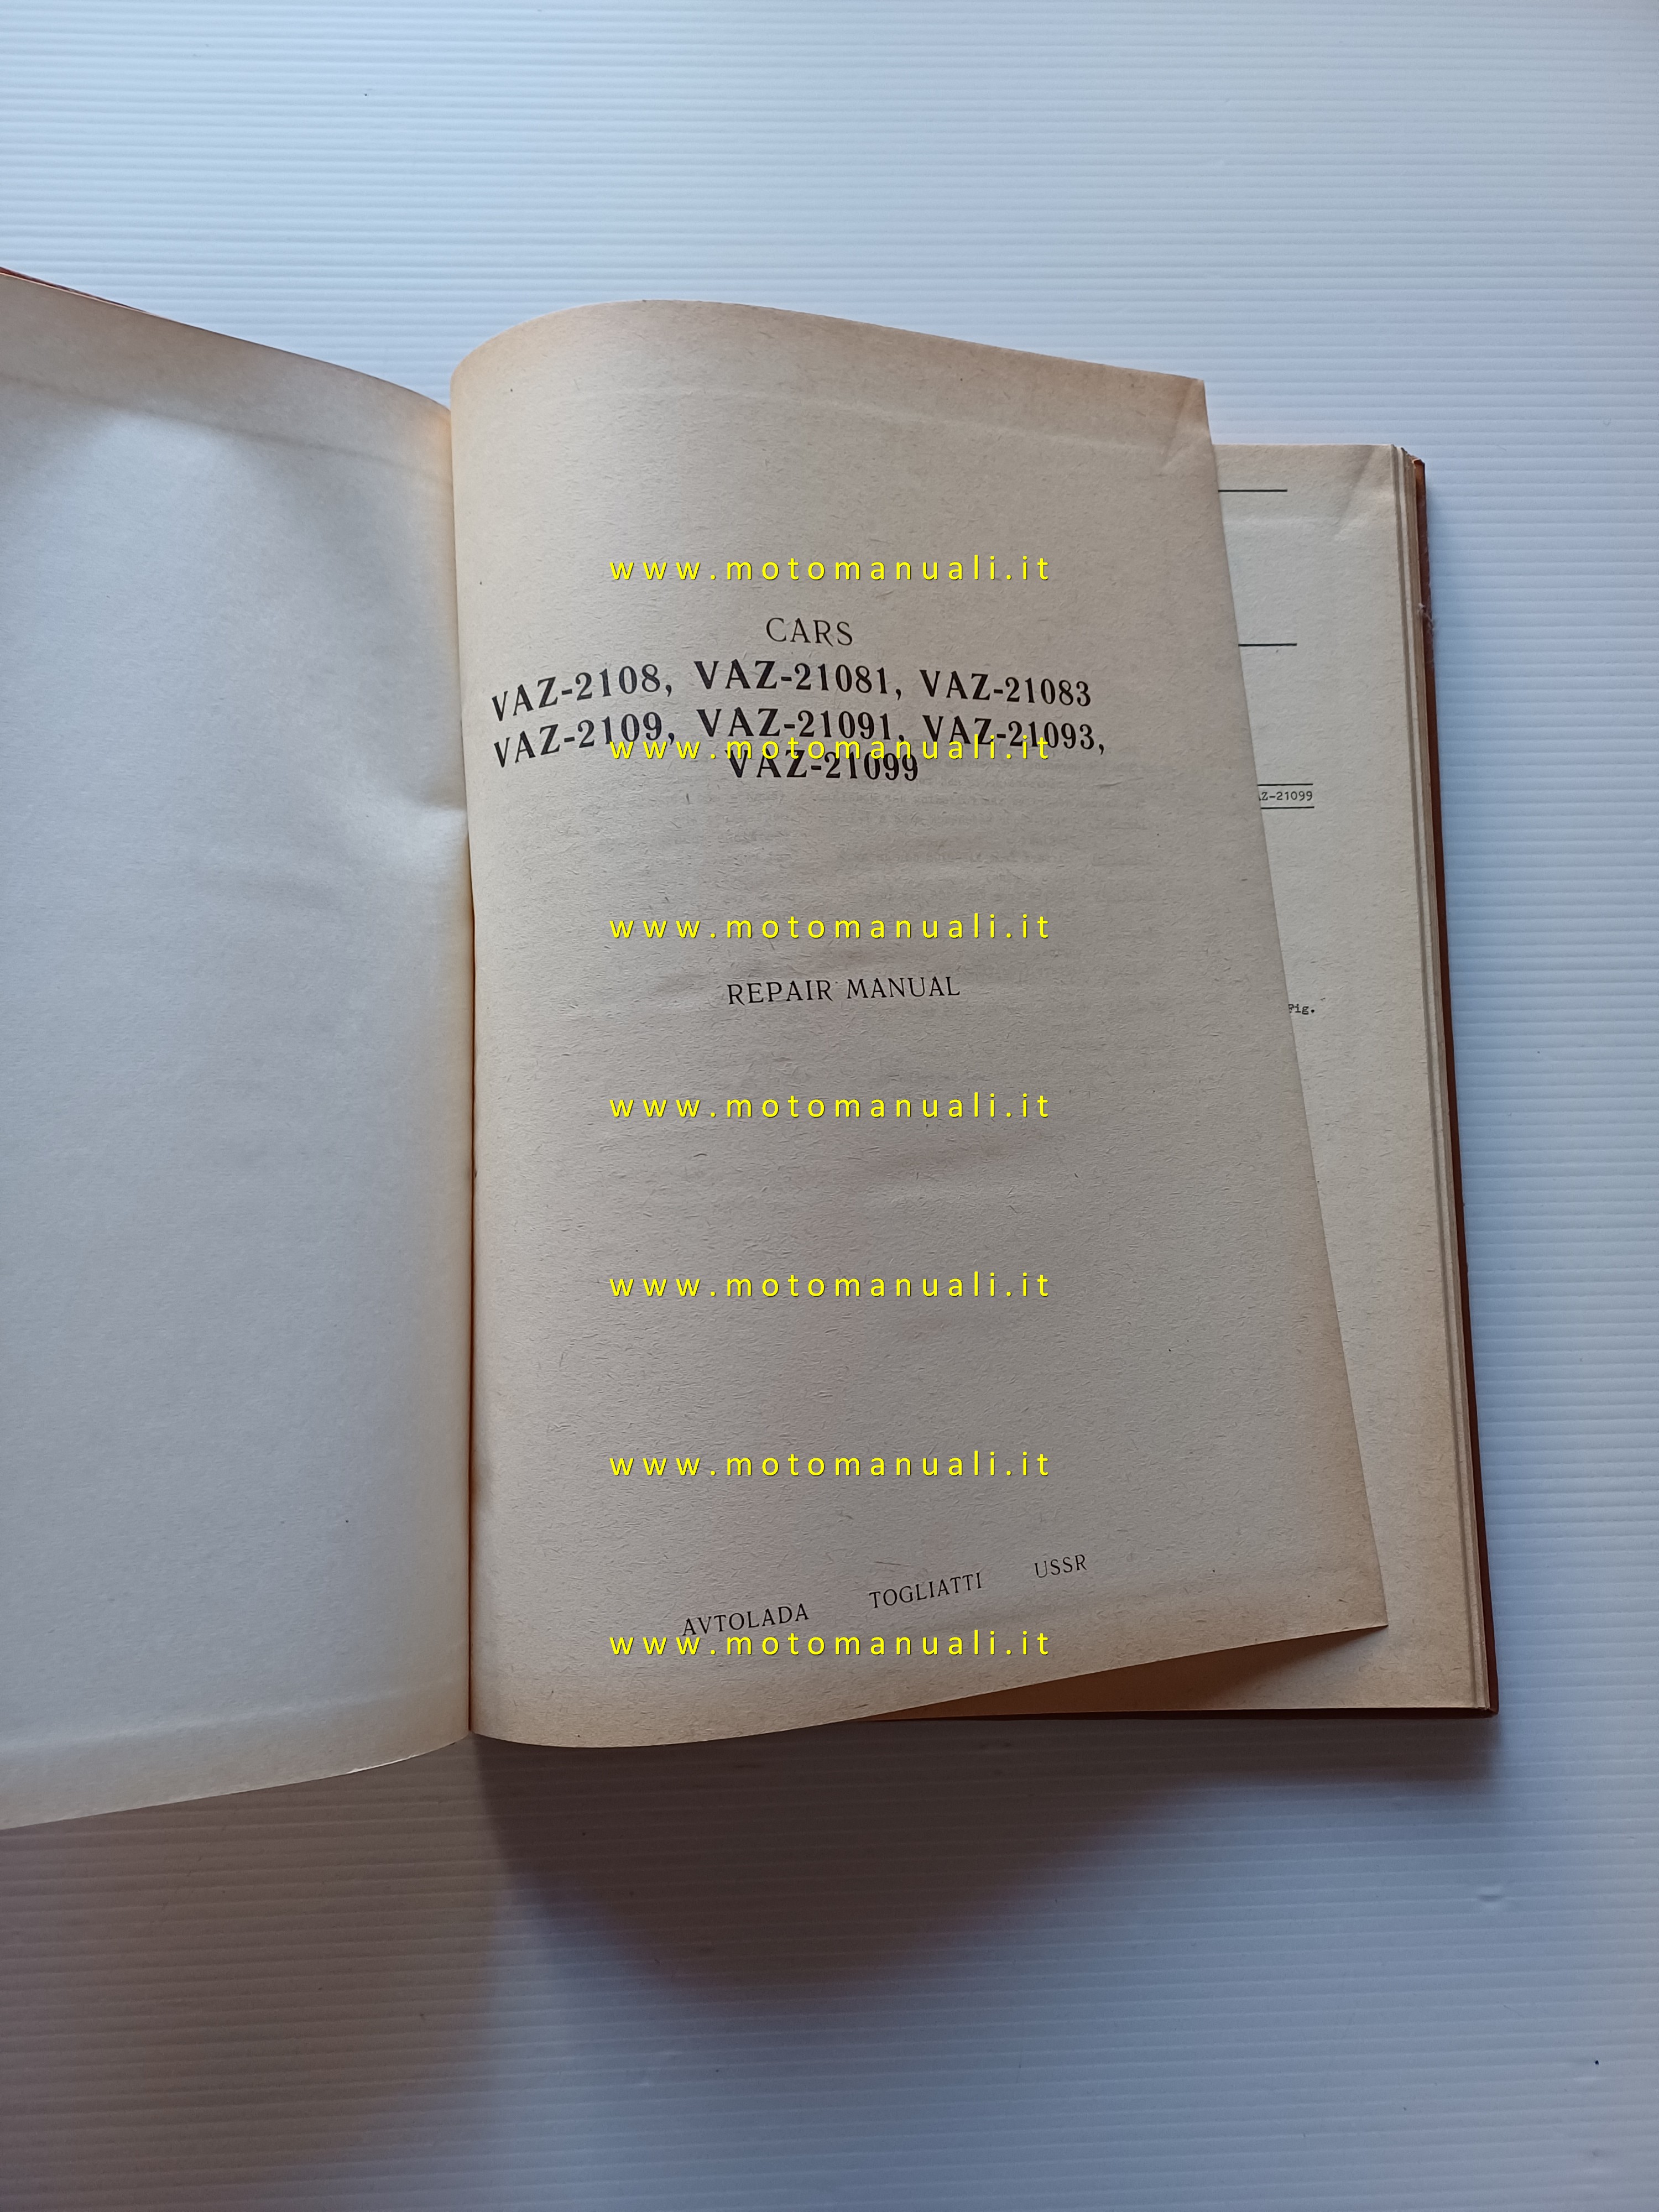 www.motomanuali.it
CARS
VAZ-2108, VAZ-21081, VAZ-21083
VAZ-2109, VAZ-21091, VAZ-21093,
www.motomanuali.it
VAZ-21099
Z-21099
www.motomanuali.it
REPAIR MANUAL
Fig.
www.motomanuali.it
www.motomanuali.it
www.motomanuali.it
AVTOLADA TOGLIATTI USSR
www.motomanuali.it